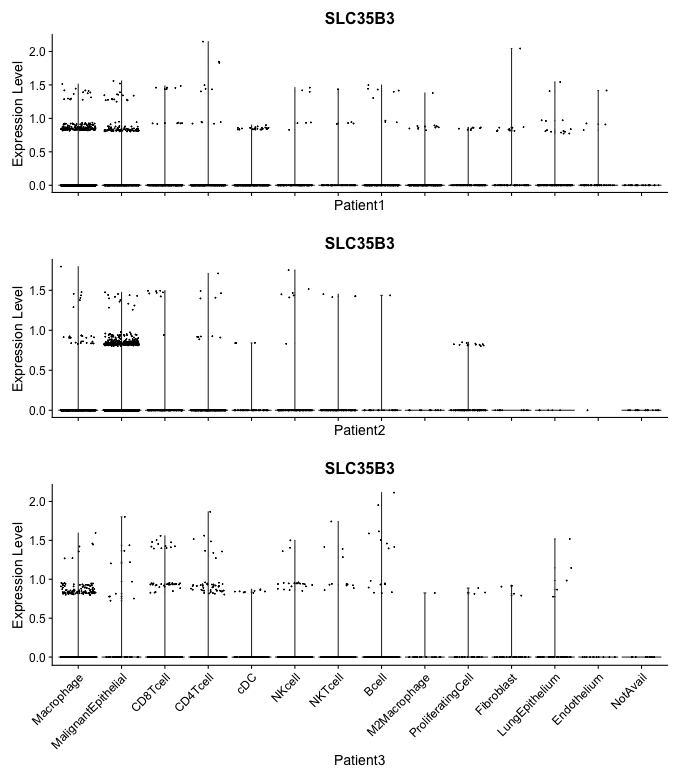 SLC35B3
Expression Level
2.0
1.5
1.0
0.5
0.0
Patient1
SLC35B3
Expression Level
1.5
1.0
0.5
0.0
Patient2
SLC35B3
Expression Level
2.0
1.5
1.0
0.5
0.0
Macrophage
MalignantEpithelial
CD8Tcell
CD4Tcell
cDC
NKcell
NKTcell
Bcell
M2Macrophage
ProliferatingCell
Fibroblast
LungEpithelium
Endothelium
NotAvail
Patient3